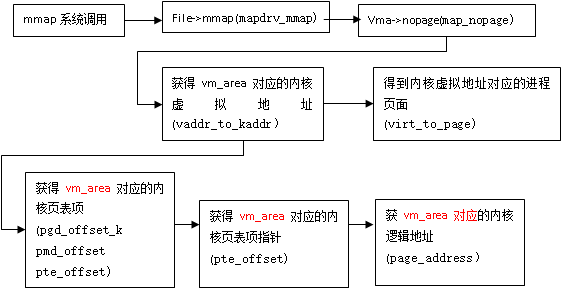 mmap 系统调用
File->mmap(mapdrv_mmap)
Vma->nopage(map_nopage)
获得 vm_area 对应的内核
虚拟地址
(vaddr_to_kaddr)
得到内核虚拟地址对应的进程
页面
(virt_to_page)
获得 vm_area 对应的内
核页表项
(pgd_offset_k
pmd_offset
pte_offset)
获得 vm_area 对应的内
核页表项指针
(pte_offset)
获 vm_area 对应的内核
逻辑地址
(page_address)